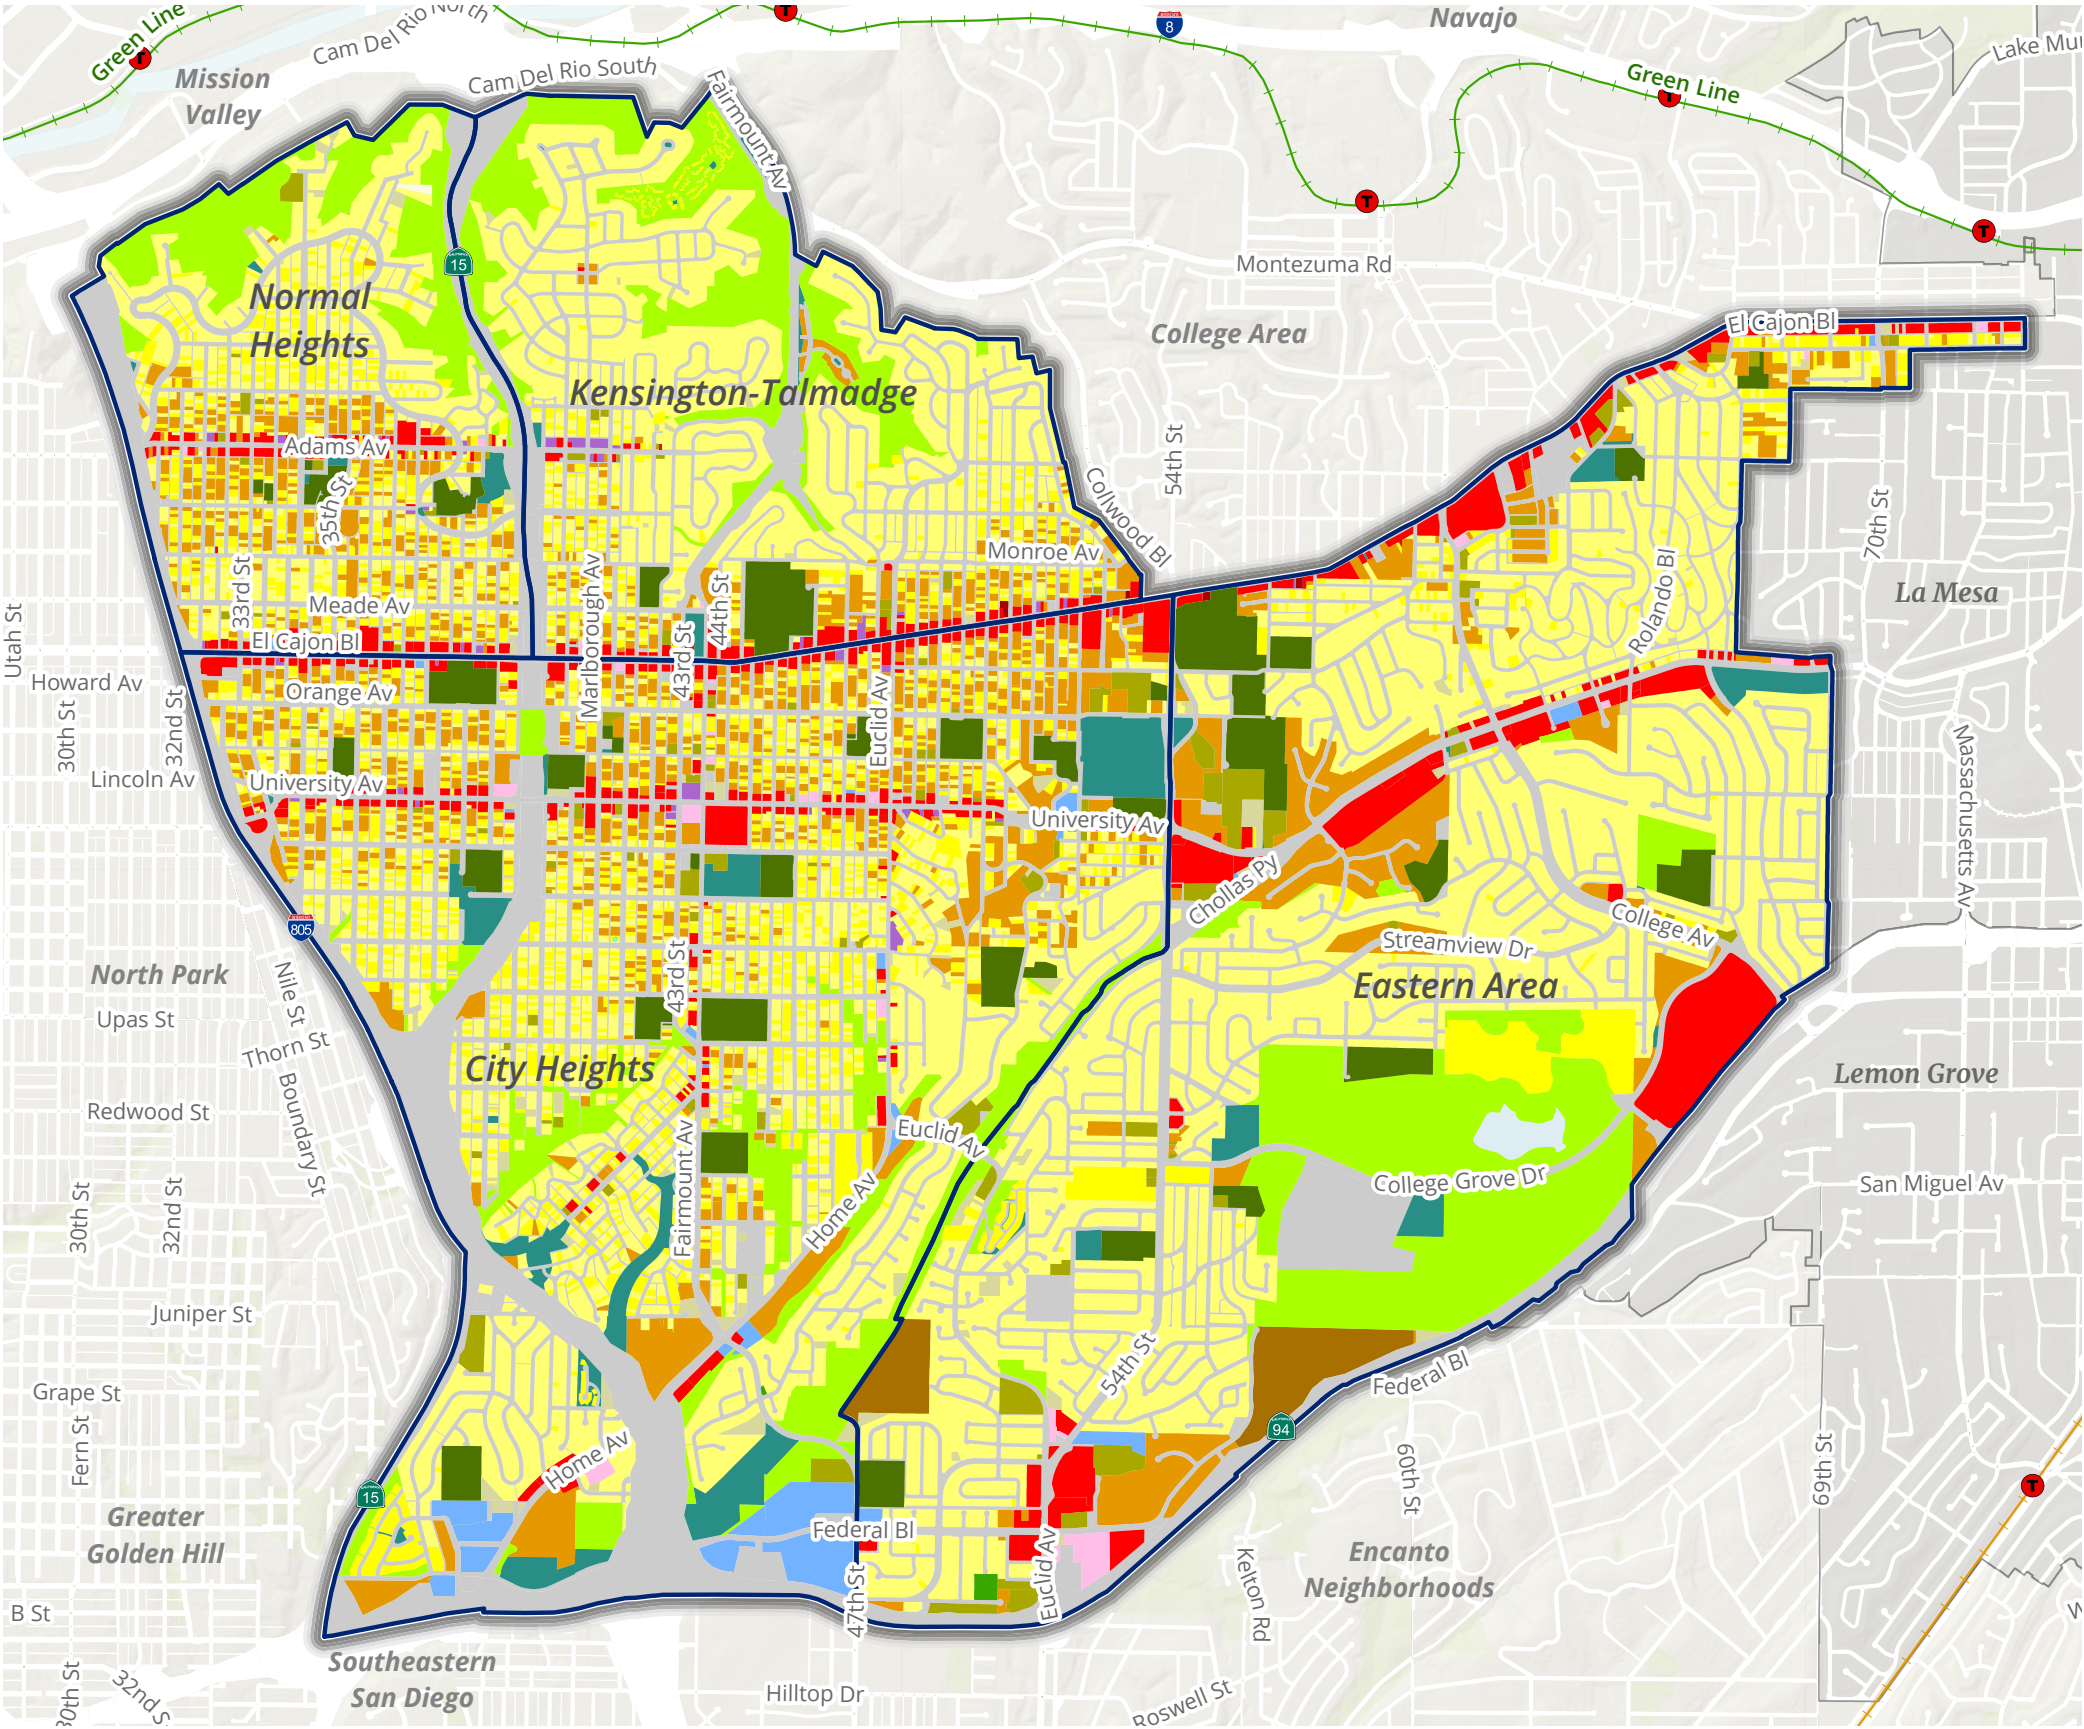 Green Line
Cam Del Rio North
Cam Del Rio South
Mission
Valley
Fairmount Av
8
Navajo
Green Line
T
T
T
T
T
15
Normal
Heights
Kensington-Talmadge
College Area
Montezuma Rd
El Cajon Bl
Adams Av
35th St
33rd St
Meade Av
El Cajon Bl
Orange Av
Marlborough Av
43rd St
44th St
Monroe Av
Collwood Bl
54th St
Rolando Bl
70th St
La Mesa
Massachusetts Av
Utah St
Howard Av
30th St
32nd St
Lincoln Av
University Av
Euclid Av
University Av
Chollas Py
College Av
Streamview Dr
Eastern Area
805
North Park
Nile St
Upas St
Thorn St
Boundary St
Redwood St
30th St
32nd St
City Heights
43rd St
Fairmount Av
Home Av
Euclid Av
College Grove Dr
Lemon Grove
San Miguel Av
Juniper St
Grape St
Fern St
Home Av
15
54th St
Federal Bl
94
60th St
69th St
T
Greater
Golden Hill
Federal Bl
47th St
Euclid Av
Kelton Rd
Encanto
Neighborhoods
B St
30th St
Southeastern
San Diego
Hilltop Dr
Roswell St